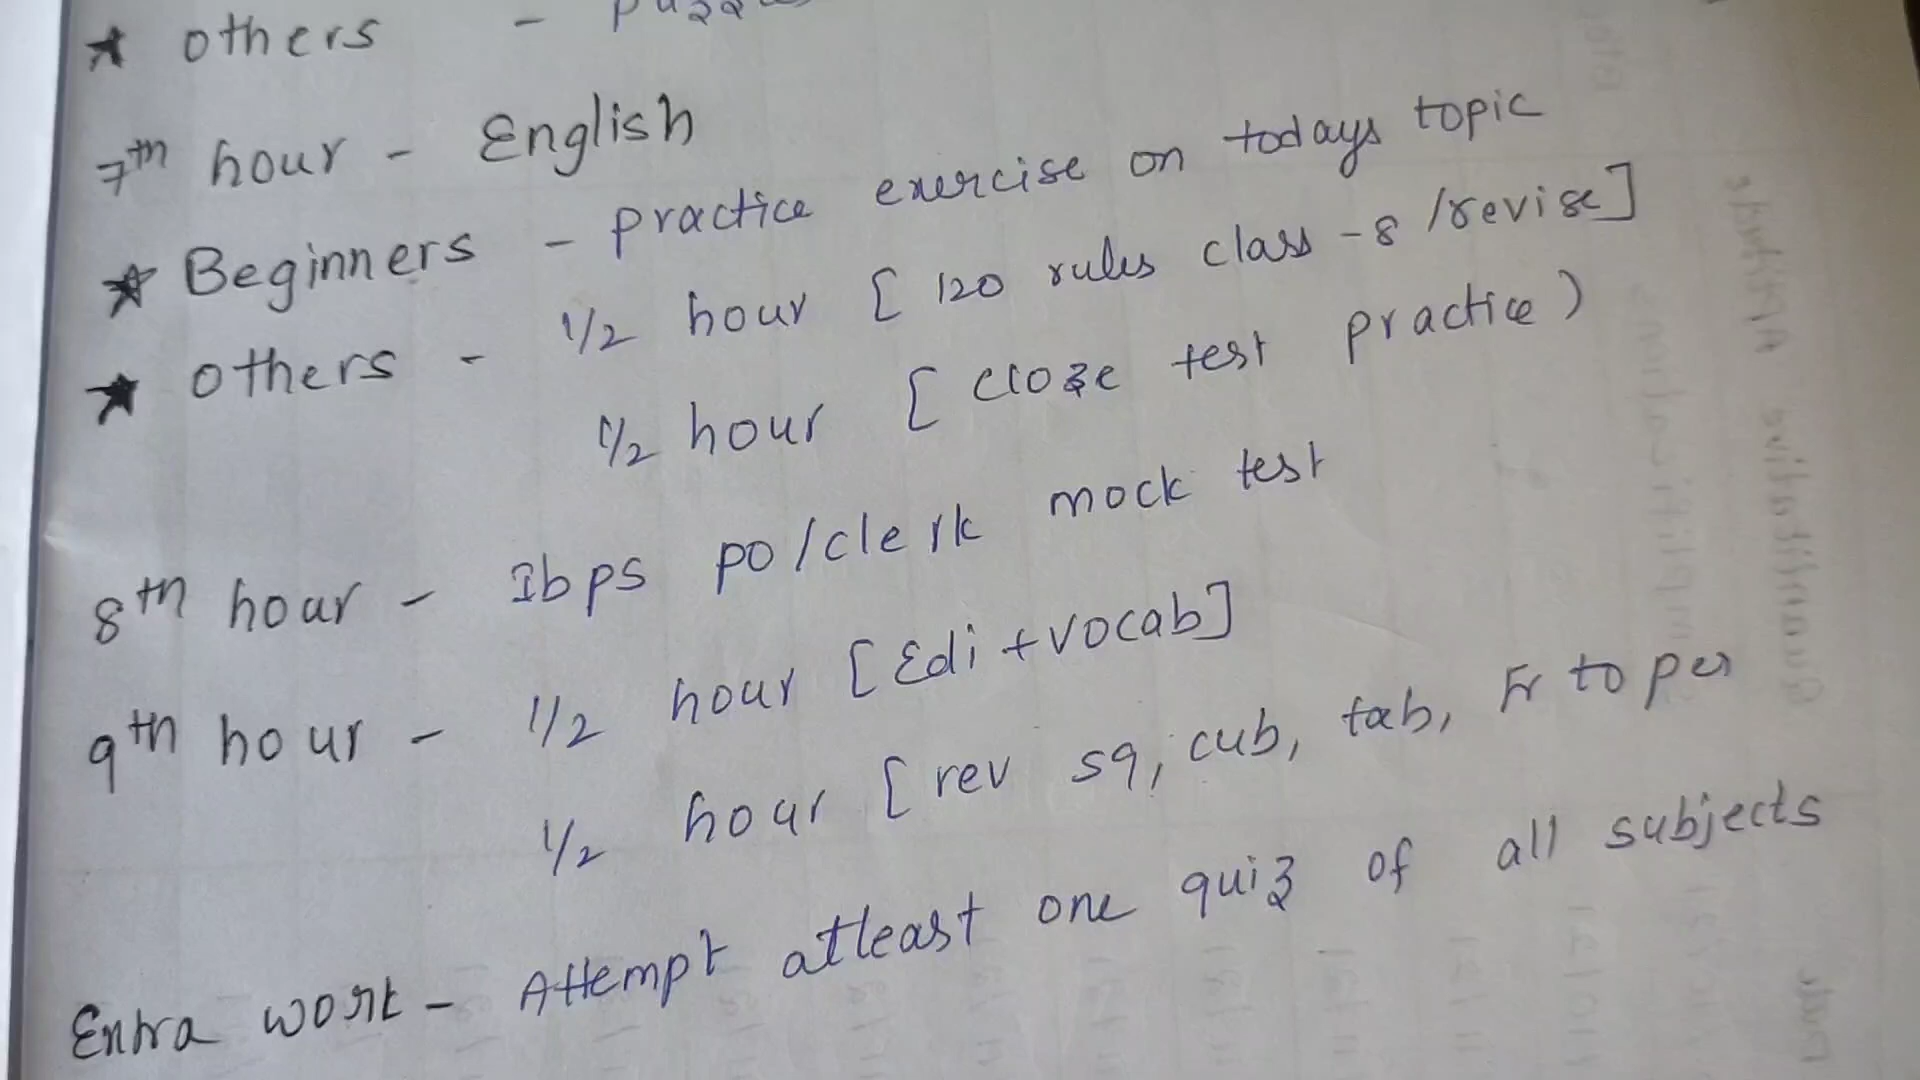 ★ others - puzz
7th hour - English
★ Beginners - practice exercise on todays topic
★ others - 1/2 hour [ 120 rules class -8 /revise]
1/2 hour [ cloze test practice)
8th hour - Ibps po/clerk mock test
9th hour - 1/2 hour [Edi +vocab]
1/2 hour [ rev sq, cub, tab, Fr to per
Extra work - Attempt atleast one quiz of all subjects